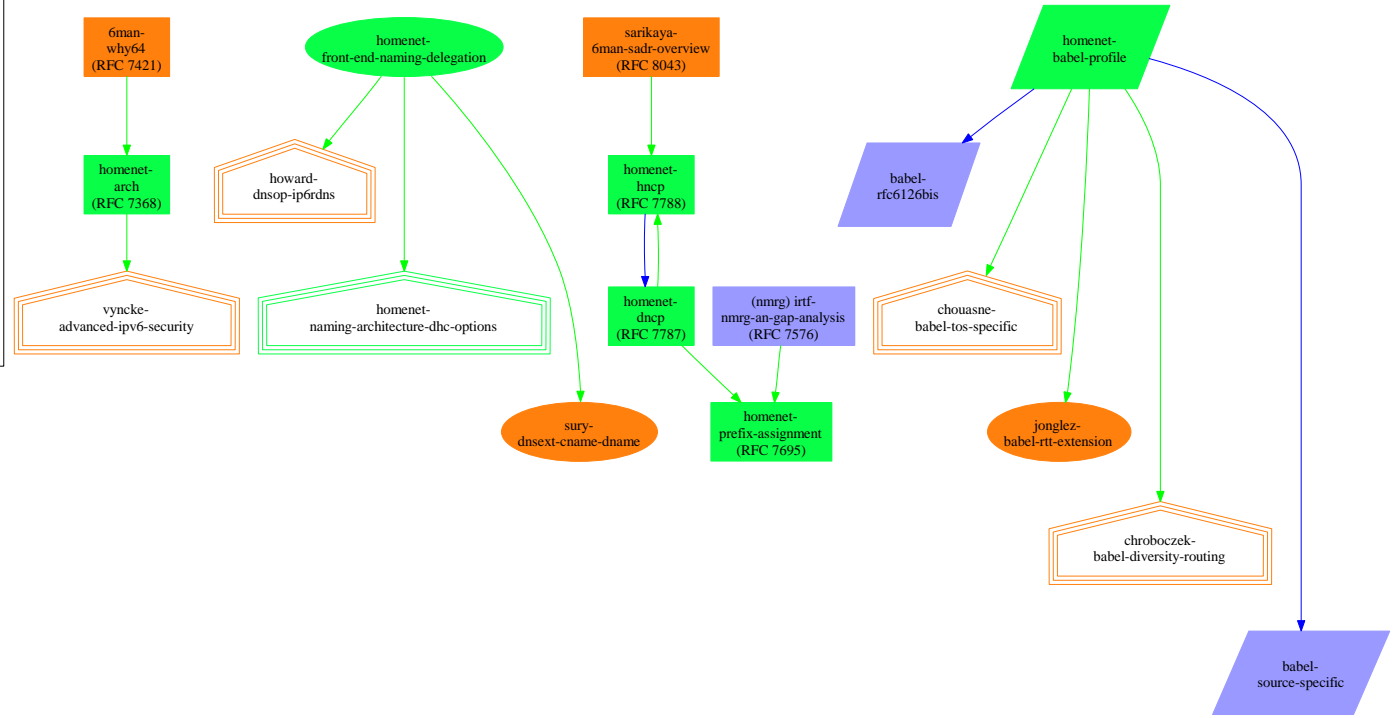 6man-
why64
(RFC 7421)
homenet-
front-end-naming-delegation
sarikaya-
6man-sadr-overview
(RFC 8043)
homenet-
babel-profile
homenet-
arch
(RFC 7368)
howard-
dnsop-ip6rdns
homenet-
hncp
(RFC 7788)
babel-
rfc6126bis
vyncke-
advanced-ipv6-security
homenet-
naming-architecture-dhc-options
homenet-
dncp
(RFC 7787)
(nmrg) irtf-
nmrg-an-gap-analysis
(RFC 7576)
chouasne-
babel-tos-specific
sury-
dnsext-cname-dname
homenet-
prefix-assignment
(RFC 7695)
jonglez-
babel-rtt-extension
chroboczek-
babel-diversity-routing
babel-
source-specific